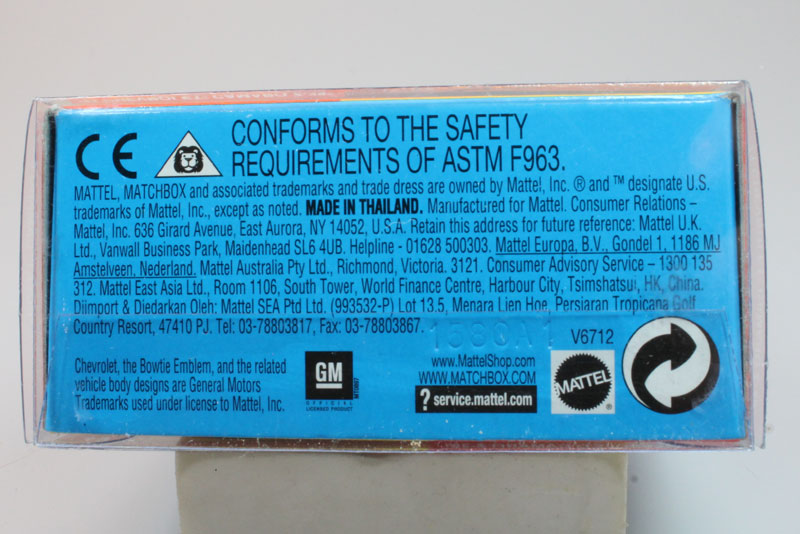 CE
CONFORMS TO THE SAFETY
REQUIREMENTS OF ASTM F963.
MATTEL, MATCHBOX and associated trademarks and trade dress are owned by Mattel, Inc. ® and ™ designate U.S.
trademarks of Mattel, Inc., except as noted. MADE IN THAILAND. Manufactured for Mattel. Consumer Relations –
Mattel, Inc. 636 Girard Avenue, East Aurora, NY 14052, U.S.A. Retain this address for future reference: Mattel U.K.
Ltd., Vanwall Business Park, Maidenhead SL6 4UB. Helpline - 01628 500303. Mattel Europa, B.V., Gondel 1, 1186 MJ
Amstelveen, Nederland. Mattel Australia Pty Ltd., Richmond, Victoria. 3121. Consumer Advisory Service – 1300 135
312. Mattel East Asia Ltd., Room 1106, South Tower, World Finance Centre, Harbour City, Tsimshatsui, HK, China.
Diimport & Diedarkan Oleh: Mattel SEA Ptd Ltd. (993532-P) Lot 13.5, Menara Lien Hoe, Persiaran Tropicana Golf
Country Resort, 47410 PJ. Tel: 03-78803817, Fax: 03-78803867.
V6712
Chevrolet, the Bowtie Emblem, and the related
vehicle body designs are General Motors
Trademarks used under license to Mattel, Inc.
GM
OFFICIAL
LICENSED PRODUCT
www.MattelShop.com
WWW.MATCHBOX.COM
? service.mattel.com
MATTEL
®